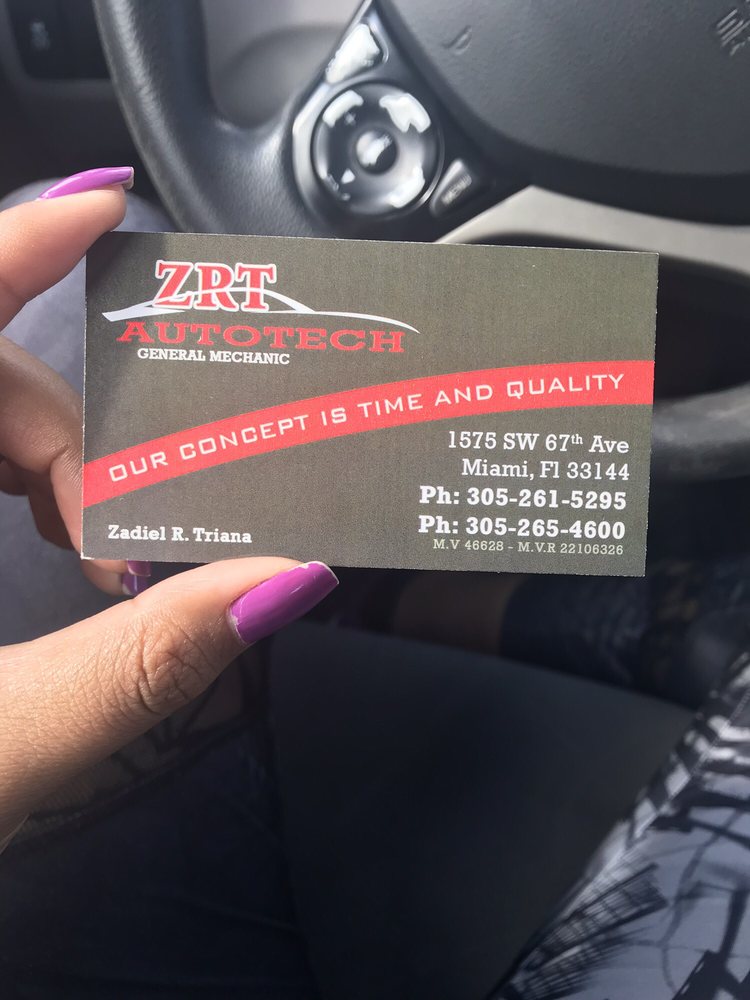 ZRT
AUTOTECH
GENERAL MECHANIC
OUR CONCEPT IS TIME AND QUALITY
1575 SW 67th Ave
Miami, Fl 33144
Ph: 305-261-5295
Ph: 305-265-4600
M.V 46628 - M.V.R 22106326
Zadiel R. Triana
MENU